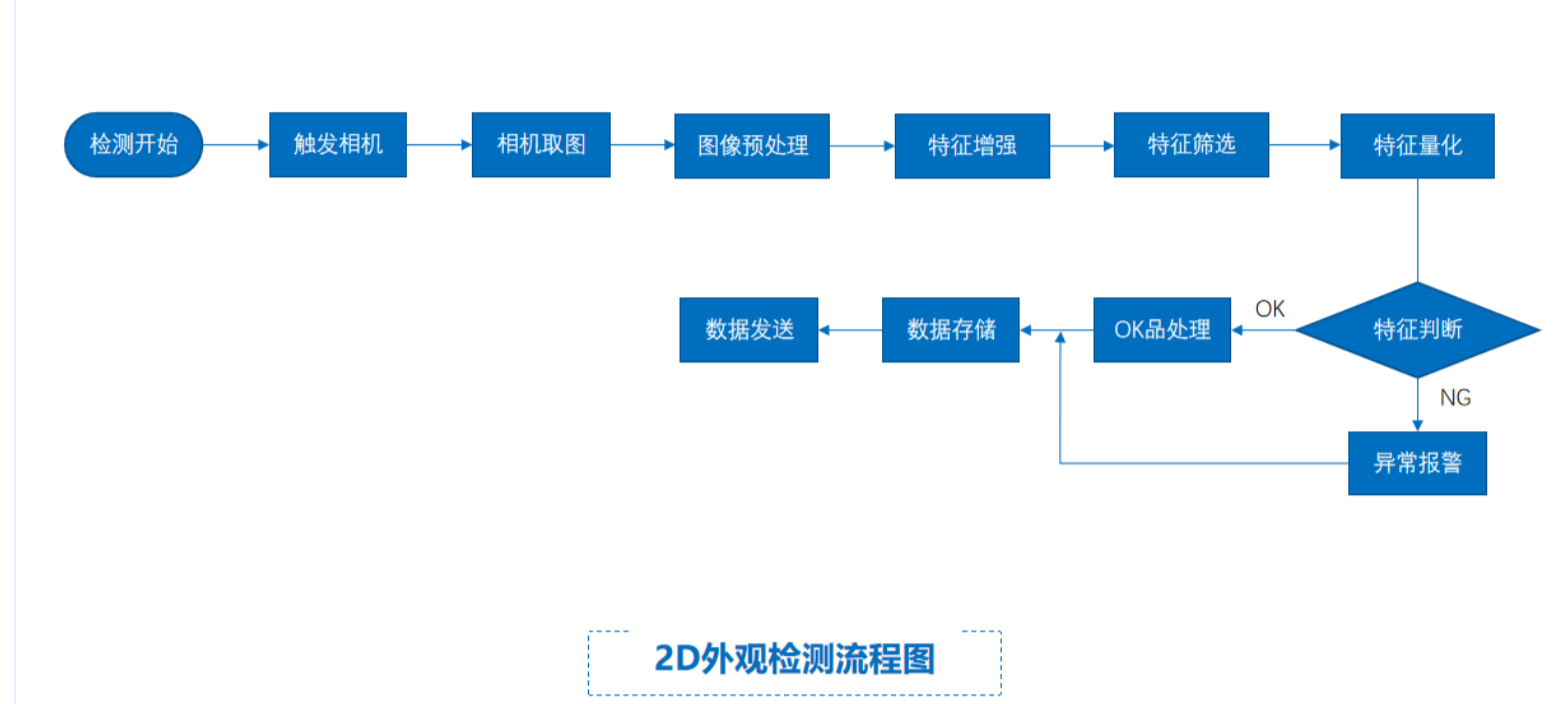 检测开始
触发相机
相机取图
图像预处理
特征增强
特征筛选
特征量化
数据发送
数据存储
OK品处理
OK
特征判断
NG
异常报警
2D外观检测流程图